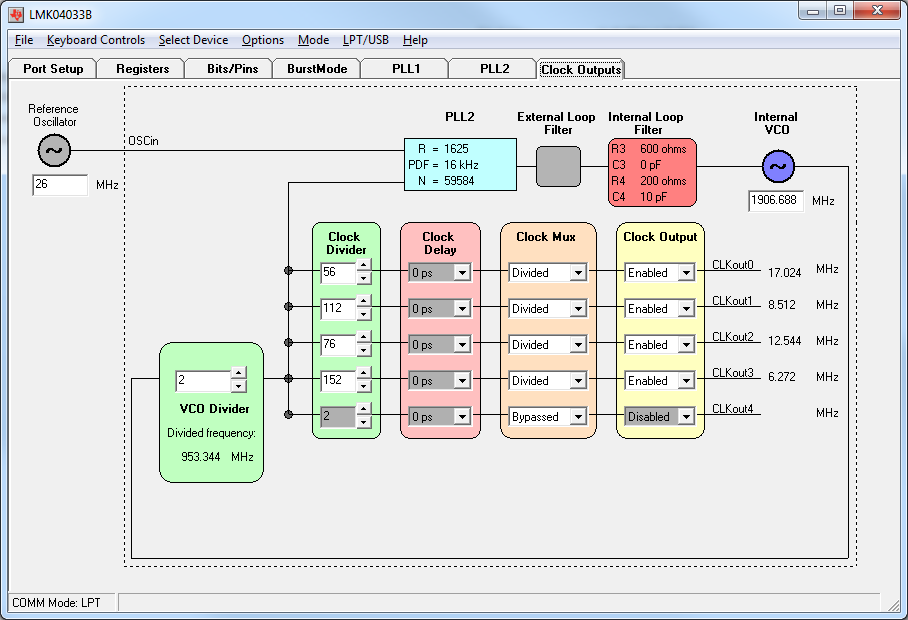 LMK04033B
File Keyboard Controls Select Device Options Mode LPT/USB Help
Port Setup Registers Bits/Pins BurstMode PLL1 PLL2 Clock Outputs
Reference
Oscillator
26 MHz
OSCin
PLL2
R = 1625
PDF = 16 kHz
N = 59584
External Loop
Filter
Internal Loop
Filter
R3 600 ohms
C3 0 pF
R4 200 ohms
C4 10 pF
Internal
VCO
1906.688 MHz
Clock
Divider
Clock
Delay
Clock Mux
Clock Output
56 0 ps Divided Enabled CLKout0 17.024 MHz
112 0 ps Divided Enabled CLKout1 8.512 MHz
76 0 ps Divided Enabled CLKout2 12.544 MHz
152 0 ps Divided Enabled CLKout3 6.272 MHz
2 0 ps Bypassed Disabled CLKout4 MHz
2
VCO Divider
Divided frequency:
953.344 MHz
COMM Mode: LPT